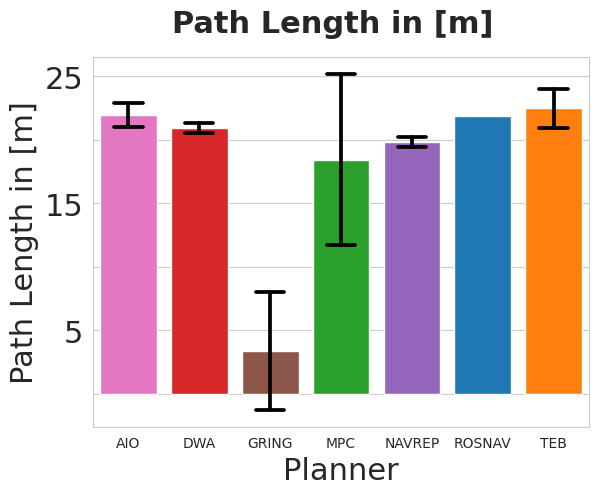 Path Length in [m]
Path Length in [m]
25
15
5
AIO DWA GRING MPC NAVREP ROSNAV TEB
Planner